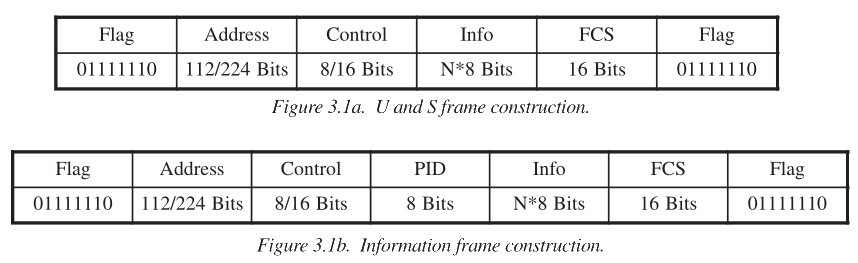 Flag Address Control Info FCS Flag
01111110 112/224 Bits 8/16 Bits N*8 Bits 16 Bits 01111110
Figure 3.1a. U and S frame construction.
Flag Address Control PID Info FCS Flag
01111110 112/224 Bits 8/16 Bits 8 Bits N*8 Bits 16 Bits 01111110
Figure 3.1b. Information frame construction.